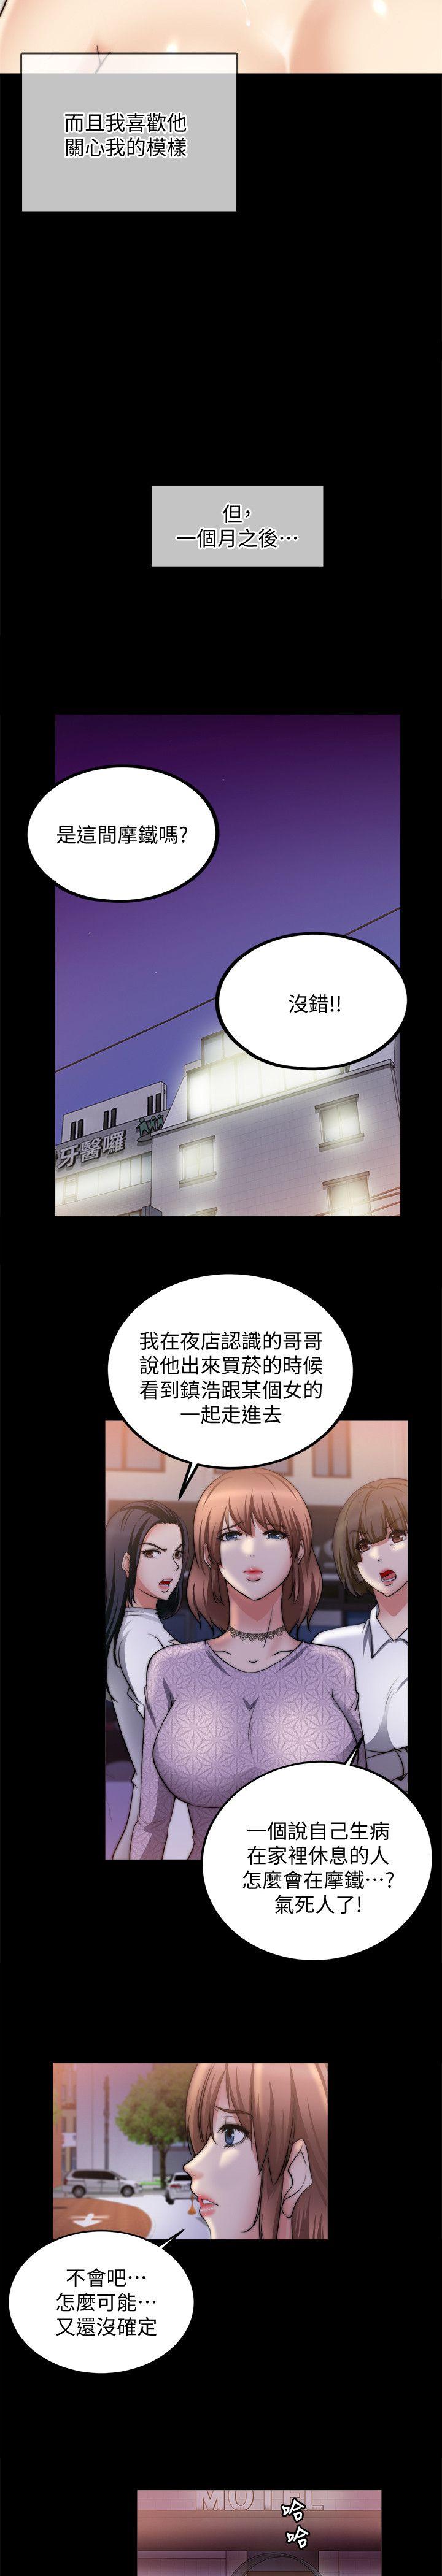 而且我喜歡他
關心我的模樣
但,
一個月之後⋯
是這間摩鐵嗎?
沒錯!!
牙醫囉
我在夜店認識的哥哥
說他出來買菸的時候
看到鎮浩跟某個女的
一起走進去
一個說自己生病
在家裡休息的人
怎麼會在摩鐵⋯?
氣死人了!
不會吧⋯
怎麼可能⋯
又還沒確定
MOTEL
哈
哈